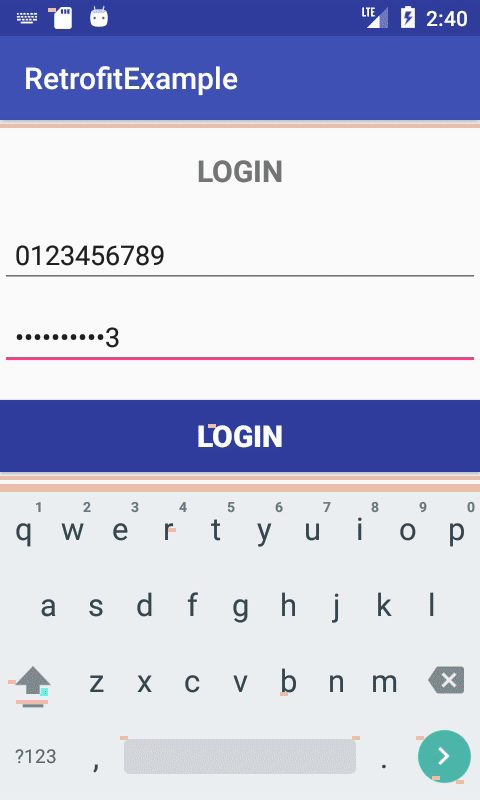 LTE 2:40
RetrofitExample
LOGIN
0123456789
••••••••••3
LOGIN
1 2 3 4 5 6 7 8 9 0
q w e r t y u i o p
a s d f g h j k l
z x c v b n m
?123 , .